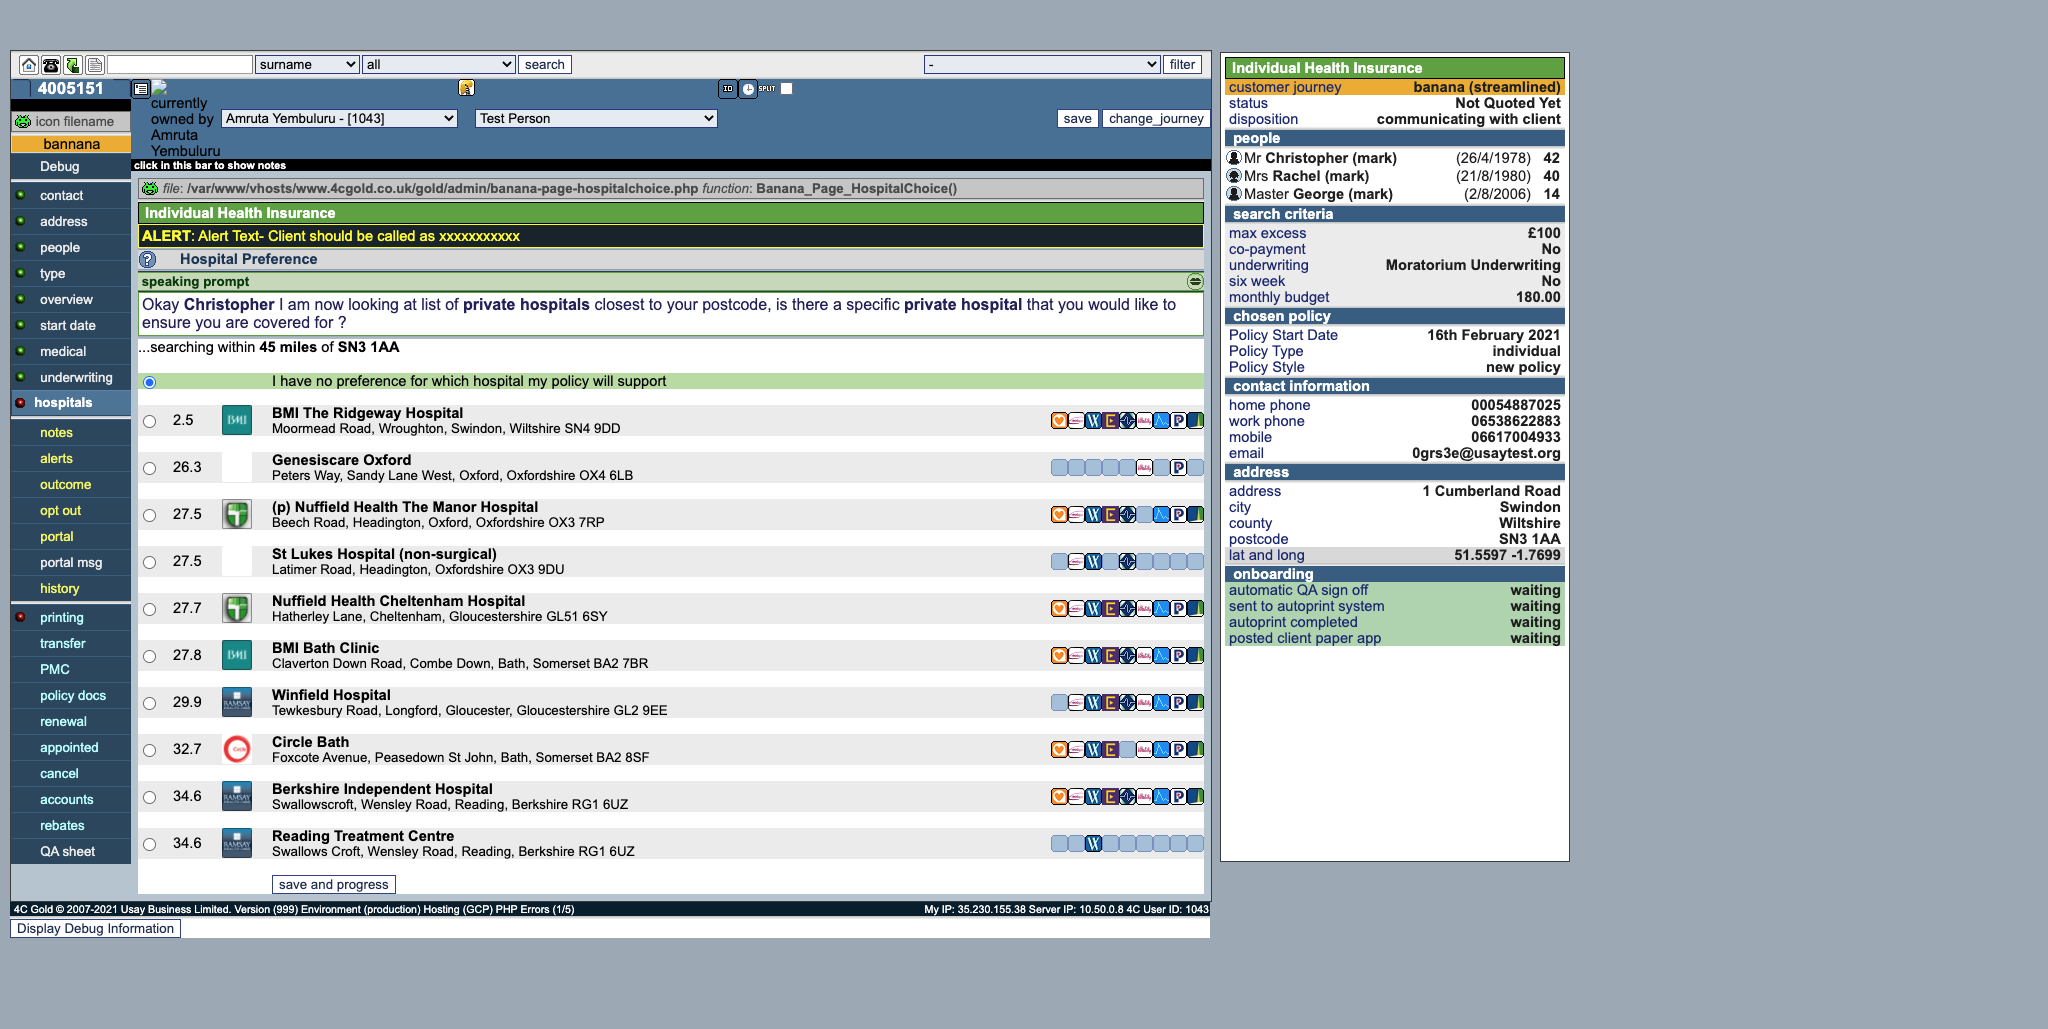 surname
all
search
-
filter
4005151
ID
SPLIT
currently owned by Amruta Yembuluru
Amruta Yembuluru - [1043]
Test Person
save
change_journey
icon filename
bannana
Debug
click in this bar to show notes
contact
address
people
type
overview
start date
medical
underwriting
hospitals
notes
alerts
outcome
opt out
portal
portal msg
history
printing
transfer
PMC
policy docs
renewal
appointed
cancel
accounts
rebates
QA sheet
file: /var/www/vhosts/www.4cgold.co.uk/gold/admin/banana-page-hospitalchoice.php function: Banana_Page_HospitalChoice()
Individual Health Insurance
ALERT: Alert Text- Client should be called as xxxxxxxxxxx
? Hospital Preference
speaking prompt
Okay Christopher I am now looking at list of private hospitals closest to your postcode, is there a specific private hospital that you would like to
ensure you are covered for ?
...searching within 45 miles of SN3 1AA
I have no preference for which hospital my policy will support
2.5 BMI BMI The Ridgeway Hospital
Moormead Road, Wroughton, Swindon, Wiltshire SN4 9DD
26.3 Genesiscare Oxford
Peters Way, Sandy Lane West, Oxford, Oxfordshire OX4 6LB
27.5 (p) Nuffield Health The Manor Hospital
Beech Road, Headington, Oxford, Oxfordshire OX3 7RP
27.5 St Lukes Hospital (non-surgical)
Latimer Road, Headington, Oxfordshire OX3 9DU
27.7 Nuffield Health Cheltenham Hospital
Hatherley Lane, Cheltenham, Gloucestershire GL51 6SY
27.8 BMI BMI Bath Clinic
Claverton Down Road, Combe Down, Bath, Somerset BA2 7BR
29.9 RAMSAY Winfield Hospital
Tewkesbury Road, Longford, Gloucester, Gloucestershire GL2 9EE
32.7 Circle Circle Bath
Foxcote Avenue, Peasedown St John, Bath, Somerset BA2 8SF
34.6 RAMSAY Berkshire Independent Hospital
Swallowscroft, Wensley Road, Reading, Berkshire RG1 6UZ
34.6 RAMSAY Reading Treatment Centre
Swallows Croft, Wensley Road, Reading, Berkshire RG1 6UZ
save and progress
4C Gold © 2007-2021 Usay Business Limited. Version (999) Environment (production) Hosting (GCP) PHP Errors (1/5)
My IP: 35.230.155.38 Server IP: 10.50.0.8 4C User ID: 1043
Display Debug Information
Individual Health Insurance
customer journey banana (streamlined)
status Not Quoted Yet
disposition communicating with client
people
Mr Christopher (mark) (26/4/1978) 42
Mrs Rachel (mark) (21/8/1980) 40
Master George (mark) (2/8/2006) 14
search criteria
max excess £100
co-payment No
underwriting Moratorium Underwriting
six week No
monthly budget 180.00
chosen policy
Policy Start Date 16th February 2021
Policy Type individual
Policy Style new policy
contact information
home phone 00054887025
work phone 06538622883
mobile 06617004933
email 0grs3e@usaytest.org
address
address 1 Cumberland Road
city Swindon
county Wiltshire
postcode SN3 1AA
lat and long 51.5597 -1.7699
onboarding
automatic QA sign off waiting
sent to autoprint system waiting
autoprint completed waiting
posted client paper app waiting